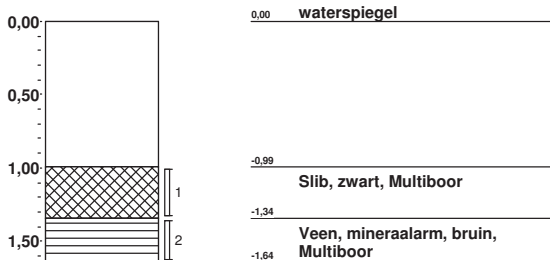 0,00
0,00 waterspiegel
0,50
1,00
-0,99
1
Slib, zwart, Multiboor
-1,34
2
Veen, mineraalarm, bruin,
1,50
Multiboor
-1,64